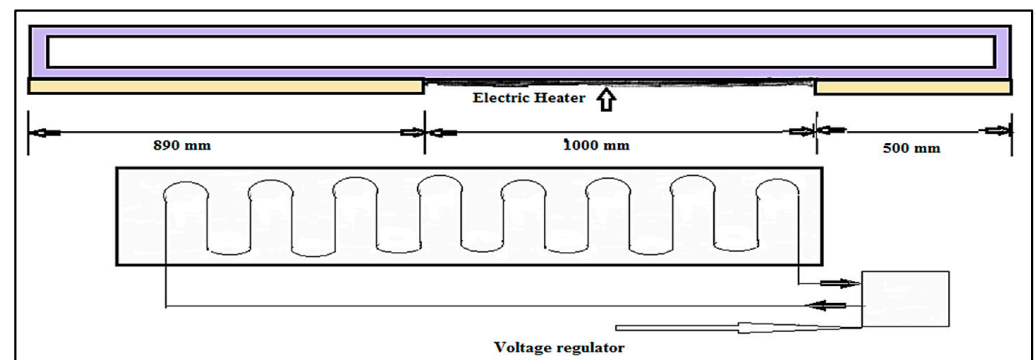 Electric Heater
890 mm
1000 mm
500 mm
Voltage regulator